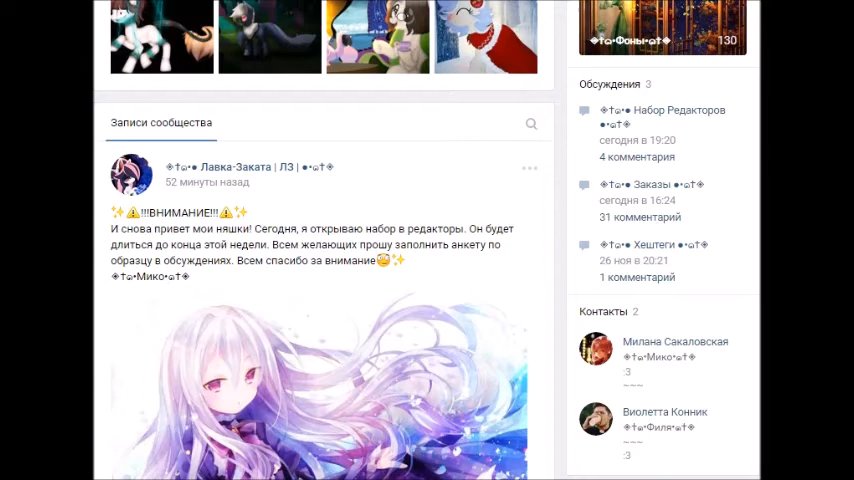 Записи сообщества
◈†ლ•● Лавка-Заката | ЛЗ | ●•ლ†◈
52 минуты назад
✨⚠️!!!ВНИМАНИЕ!!!⚠️✨
И снова привет мои няшки! Сегодня, я открываю набор в редакторы. Он будет
длиться до конца этой недели. Всем желающих прошу заполнить анкету по
образцу в обсуждениях. Всем спасибо за внимание😳✨
◈†ლ•Мико•ლ†◈
◈†ლ•Фоны•ლ†◈ 130
Обсуждения 3
◈†ლ•● Набор Редакторов
●•ლ†◈
сегодня в 19:20
4 комментария
◈†ლ•● Заказы ●•ლ†◈
сегодня в 16:24
31 комментарий
◈†ლ•● Хештеги ●•ლ†◈
26 ноя в 20:21
1 комментарий
Контакты 2
Милана Сакаловская
◈†ლ•Мико•ლ†◈
:3
~~~
Виолетта Конник
◈†ლ•Филя•ლ†◈
~~~
:3